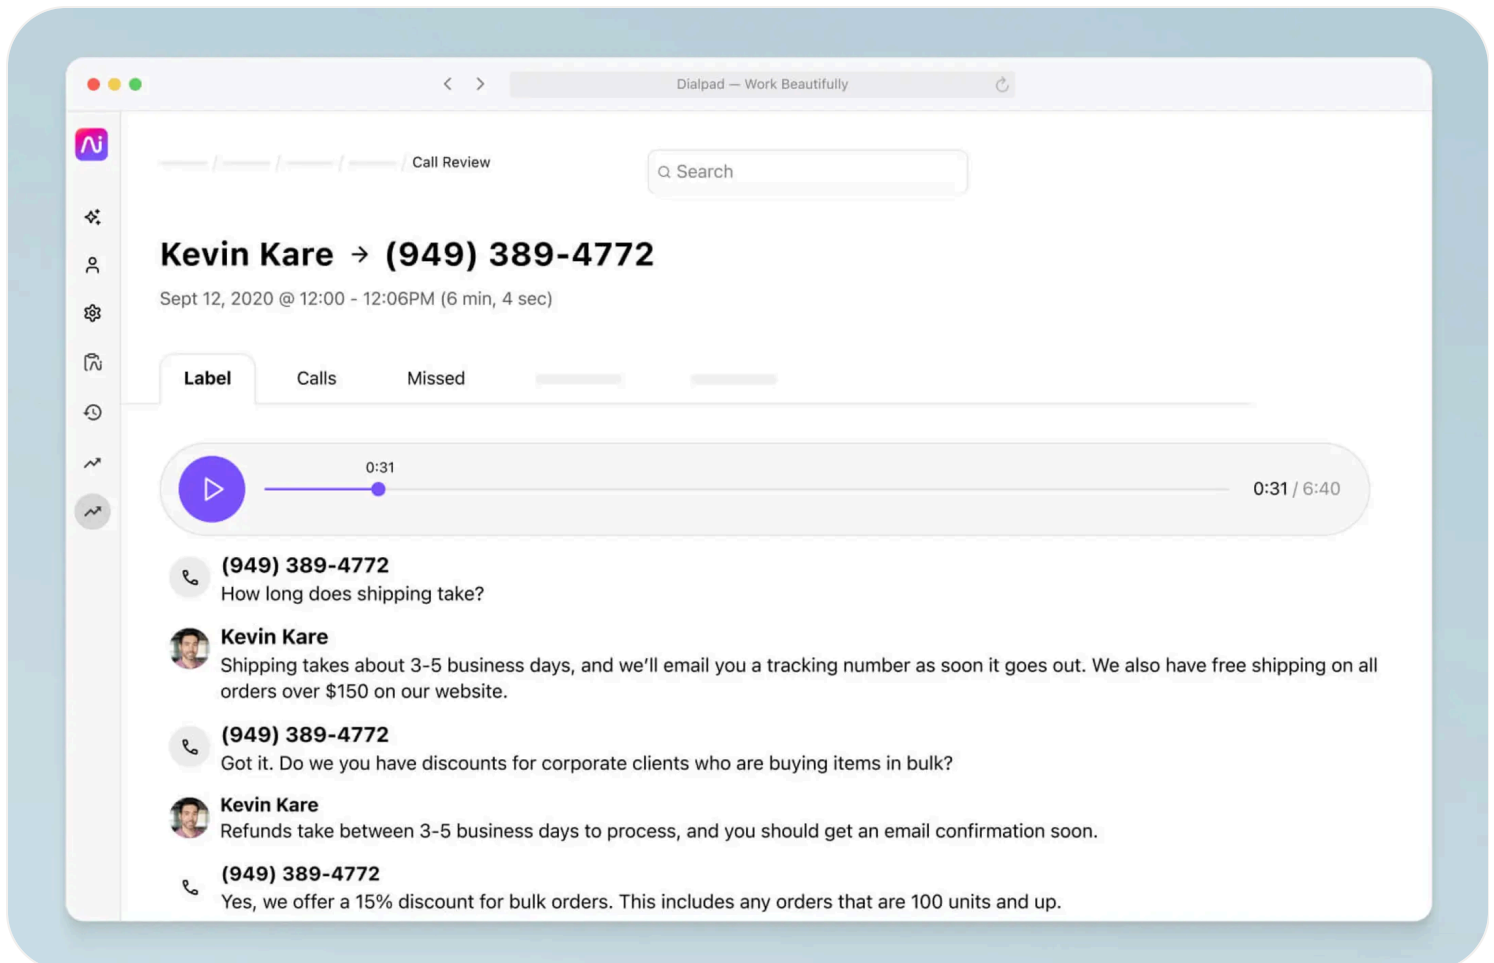 Dialpad — Work Beautifully
Ai
Call Review
Search
Kevin Kare → (949) 389-4772
Sept 12, 2020 @ 12:00 - 12:06PM (6 min, 4 sec)
Label Calls Missed
0:31
0:31 / 6:40
(949) 389-4772
How long does shipping take?
Kevin Kare
Shipping takes about 3-5 business days, and we’ll email you a tracking number as soon it goes out. We also have free shipping on all
orders over $150 on our website.
(949) 389-4772
Got it. Do we you have discounts for corporate clients who are buying items in bulk?
Kevin Kare
Refunds take between 3-5 business days to process, and you should get an email confirmation soon.
(949) 389-4772
Yes, we offer a 15% discount for bulk orders. This includes any orders that are 100 units and up.